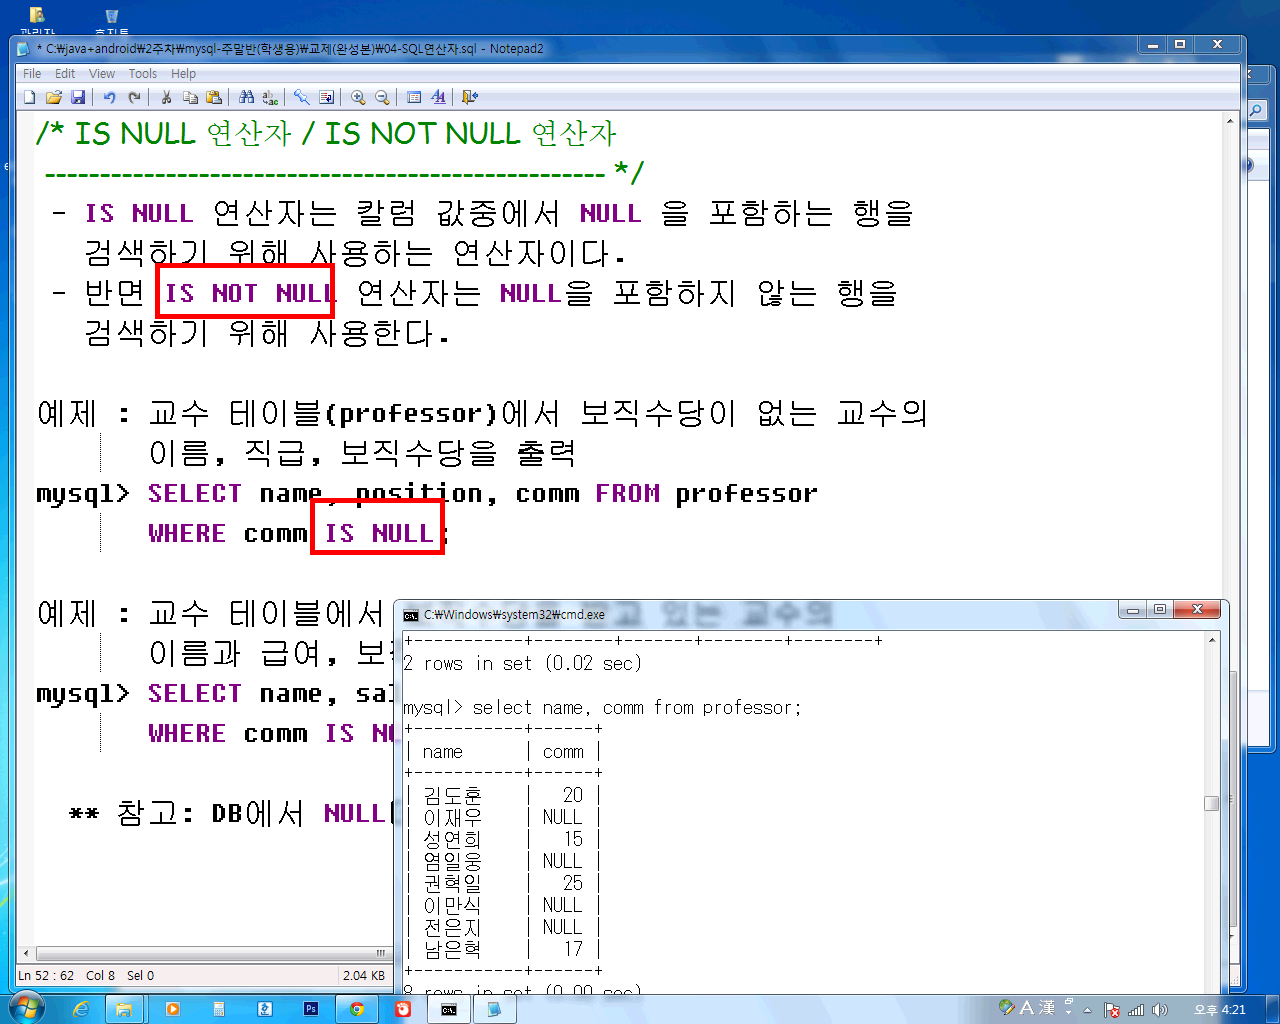 관리자 휴지통
* C:₩java+android₩2주차₩mysql-주말반(학생용)₩교제(완성본)₩04-SQL연산자.sql - Notepad2
File Edit View Tools Help
/* IS NULL 연산자 / IS NOT NULL 연산자
--------------------------------------------------- */
- IS NULL 연산자는 칼럼 값중에서 NULL 을 포함하는 행을
검색하기 위해 사용하는 연산자이다.
- 반면 IS NOT NULL 연산자는 NULL을 포함하지 않는 행을
검색하기 위해 사용한다.
예제 : 교수 테이블(professor)에서 보직수당이 없는 교수의
이름, 직급, 보직수당을 출력
mysql> SELECT name, position, comm FROM professor
WHERE comm IS NULL;
예제 : 교수 테이블에서
이름과 급여,
mysql> SELECT name, sal
WHERE comm IS NO
** 참고: DB에서 NULL
Ln 52 : 62 Col 8 Sel 0 2.04 KB
C:₩Windows₩system32₩cmd.exe
+-----------+-------+-------+--------+--------+
2 rows in set (0.02 sec)
mysql> select name, comm from professor;
+-----------+------+
| name | comm |
+-----------+------+
| 김도훈 | 20 |
| 이재우 | NULL |
| 성연희 | 15 |
| 염일웅 | NULL |
| 권혁일 | 25 |
| 이만식 | NULL |
| 전은지 | NULL |
| 남은혁 | 17 |
+-----------+------+
8 rows in set (0.00 sec)
A 漢 오후 4:21